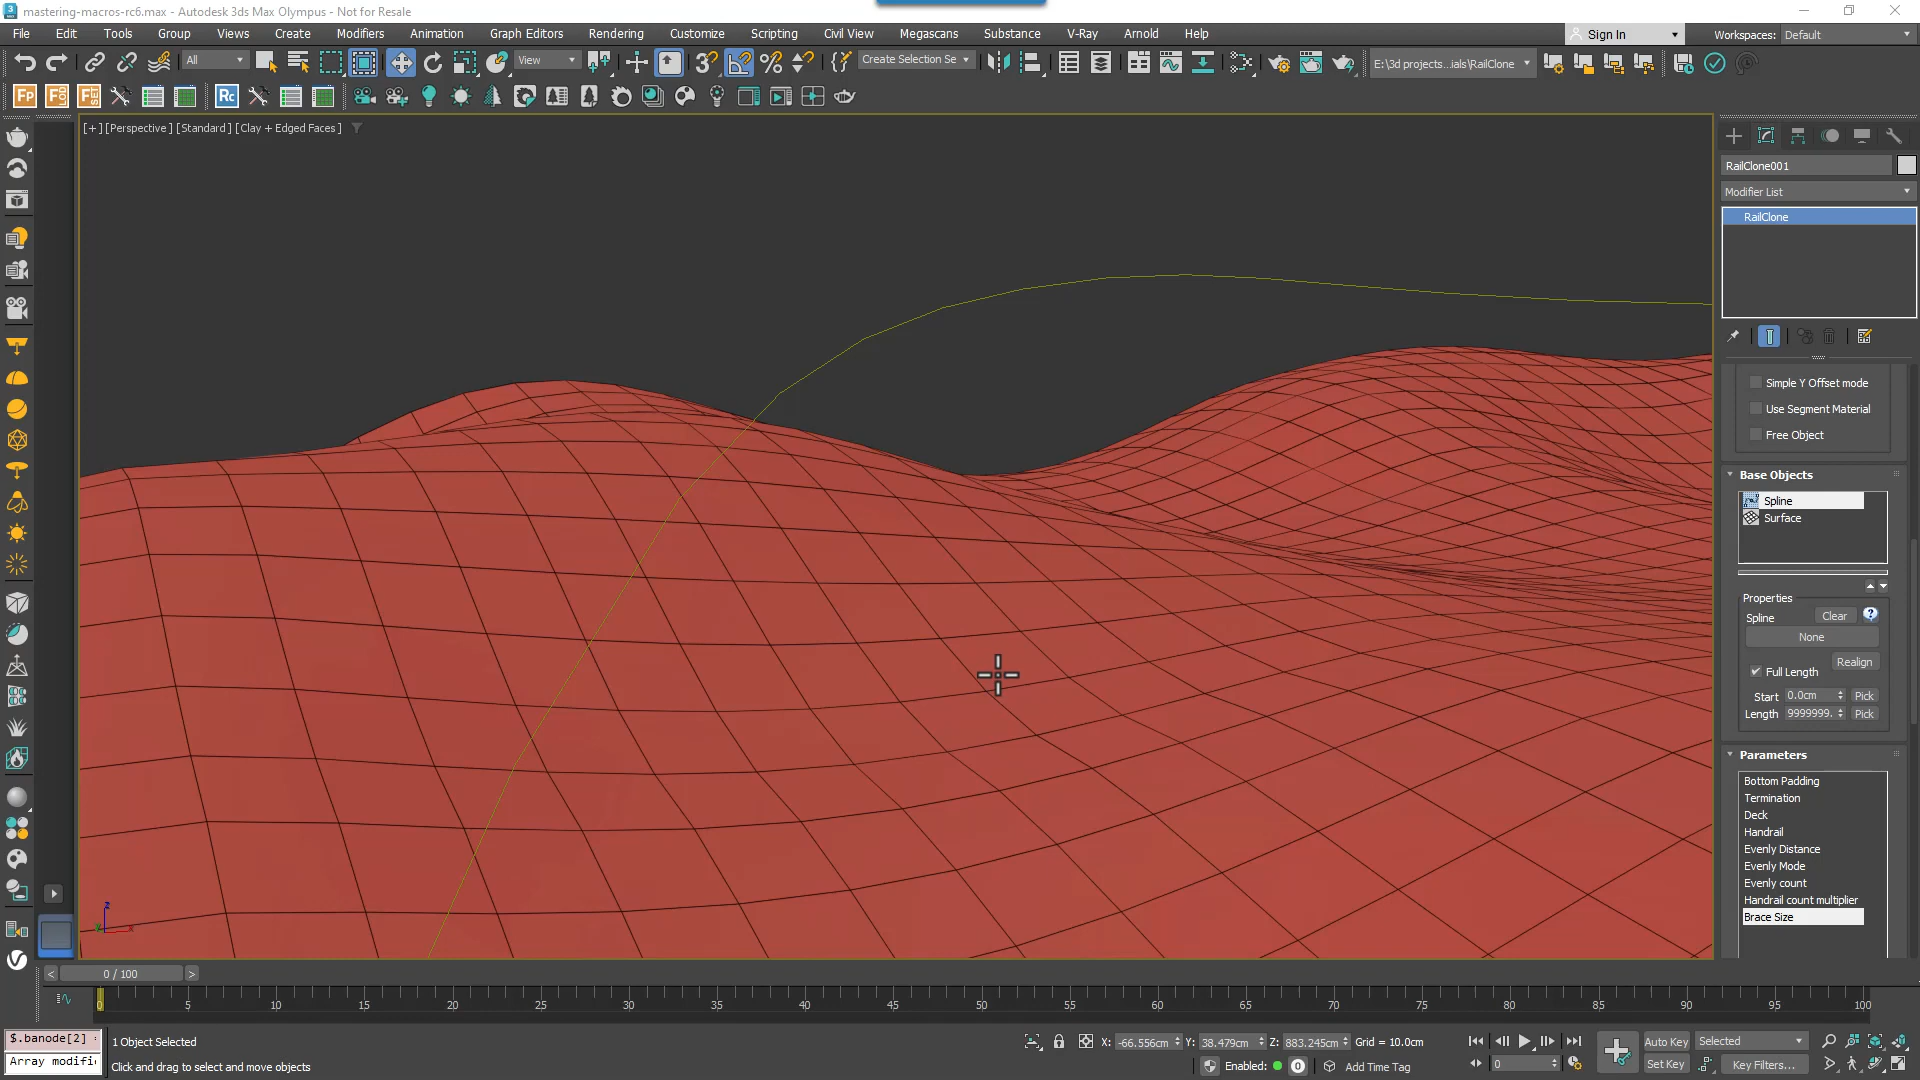 mastering-macros-rc6.max - Autodesk 3ds Max Olympus - Not for Resale
File Edit Tools Group Views Create Modifiers Animation Graph Editors Rendering Customize Scripting Civil View Megascans Substance V-Ray Arnold Help Sign In Workspaces: Default
All View Create Selection Se E:\3d projects...ials\RailClone
[+] [Perspective] [Standard] [Clay + Edged Faces]
RailClone001
Modifier List
RailClone
Simple Y Offset mode
Use Segment Material
Free Object
Base Objects
Spline
Surface
Properties
Spline Clear ?
None
Realign
Full Length
Start 0.0cm Pick
Length 9999999. Pick
Parameters
Bottom Padding
Termination
Deck
Handrail
Evenly Distance
Evenly Mode
Evenly count
Handrail count multiplier
Brace Size
< 0 / 100 >
0 5 10 15 20 25 30 35 40 45 50 55 60 65 70 75 80 85 90 95 100
$.banode[2]
Array modifi
1 Object Selected
Click and drag to select and move objects
X: -66.556cm Y: 38.479cm Z: 883.245cm Grid = 10.0cm
Enabled: 0 Add Time Tag
0
Auto Key Selected
Set Key Key Filters...